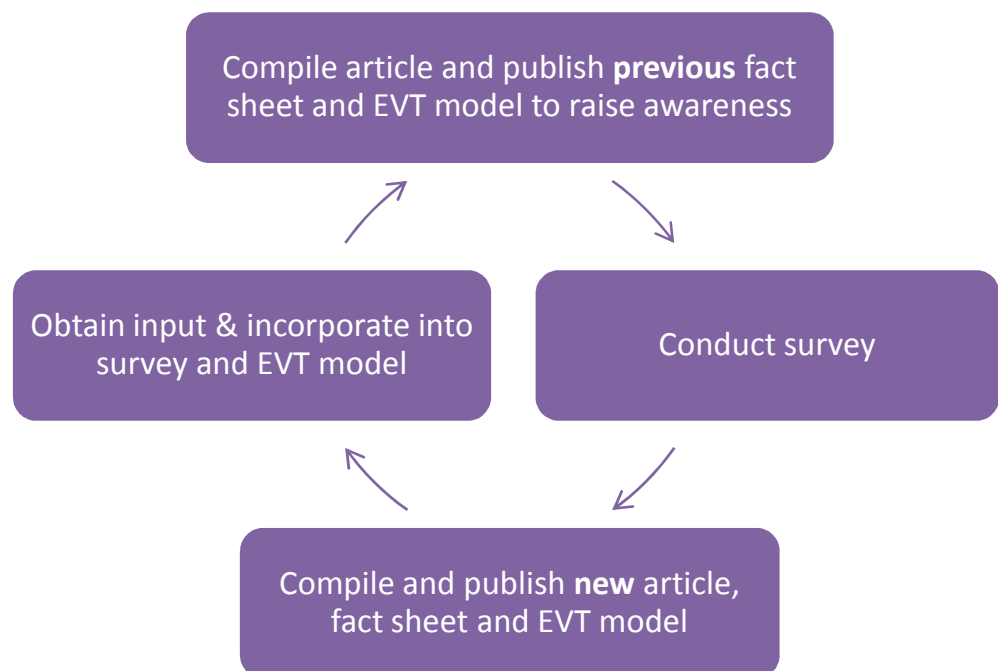 Compile article and publish previous fact
sheet and EVT model to raise awareness
Conduct survey
Compile and publish new article,
fact sheet and EVT model
Obtain input & incorporate into
survey and EVT model